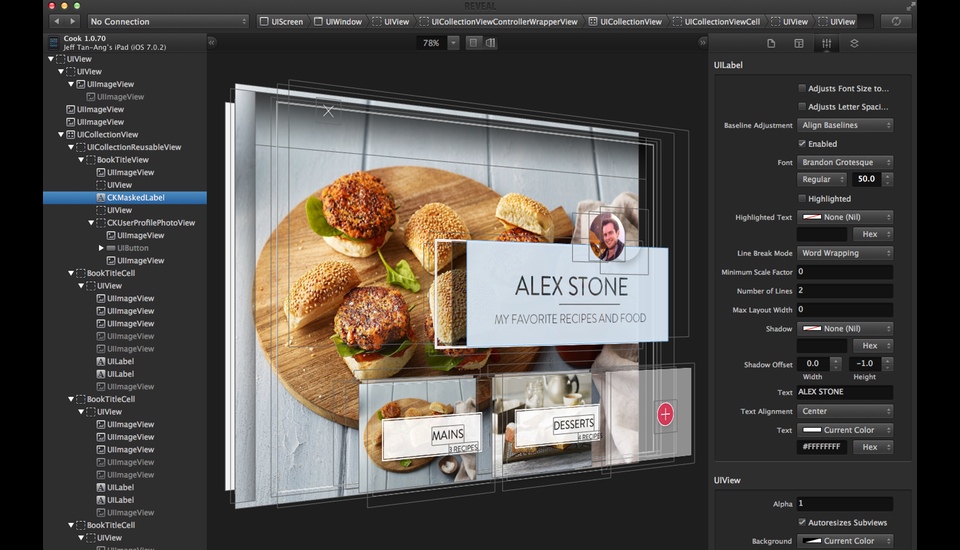 REVEAL
No Connection
UIScreen
UIWindow
UIView
UICollectionViewControllerWrapperView
UICollectionView
UICollectionViewCell
UIView
UIView
Cook 1.0.70
Jeff Tan-Ang's iPad (iOS 7.0.2)
78%
UIView
UIView
UIImageView
UIImageView
UIImageView
UIImageView
UICollectionView
UICollectionReusableView
BookTitleView
UIImageView
UIView
CKMaskedLabel
UIView
CKUserProfilePhotoView
UIImageView
UIButton
UIImageView
BookTitleCell
UIView
UIImageView
UIImageView
UIImageView
UIImageView
UIImageView
UILabel
UILabel
UIImageView
BookTitleCell
UIView
UIImageView
UIImageView
UIImageView
UIImageView
UIImageView
UILabel
UILabel
UIImageView
BookTitleCell
UIView
UIImageView
ALEX STONE
MY FAVORITE RECIPES AND FOOD
MAINS
3 RECIPES
DESSERTS
4 RECIPES
UILabel
Adjusts Font Size to...
Adjusts Letter Spaci...
Baseline Adjustment Align Baselines
Enabled
Font Brandon Grotesque
Regular 50.0
Highlighted
Highlighted Text None (Nil)
Hex
Line Break Mode Word Wrapping
Minimum Scale Factor 0
Number of Lines 2
Max Layout Width 0
Shadow None (Nil)
Hex
Shadow Offset 0.0 -1.0
Width Height
Text ALEX STONE
Text Alignment Center
Text Current Color
#FFFFFFFF Hex
UIView
Alpha 1
Autoresizes Subviews
Background Current Color